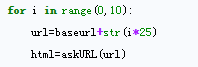 for i in range(0,10):
    url=baseurl+str(i*25)
    html=askURL(url)